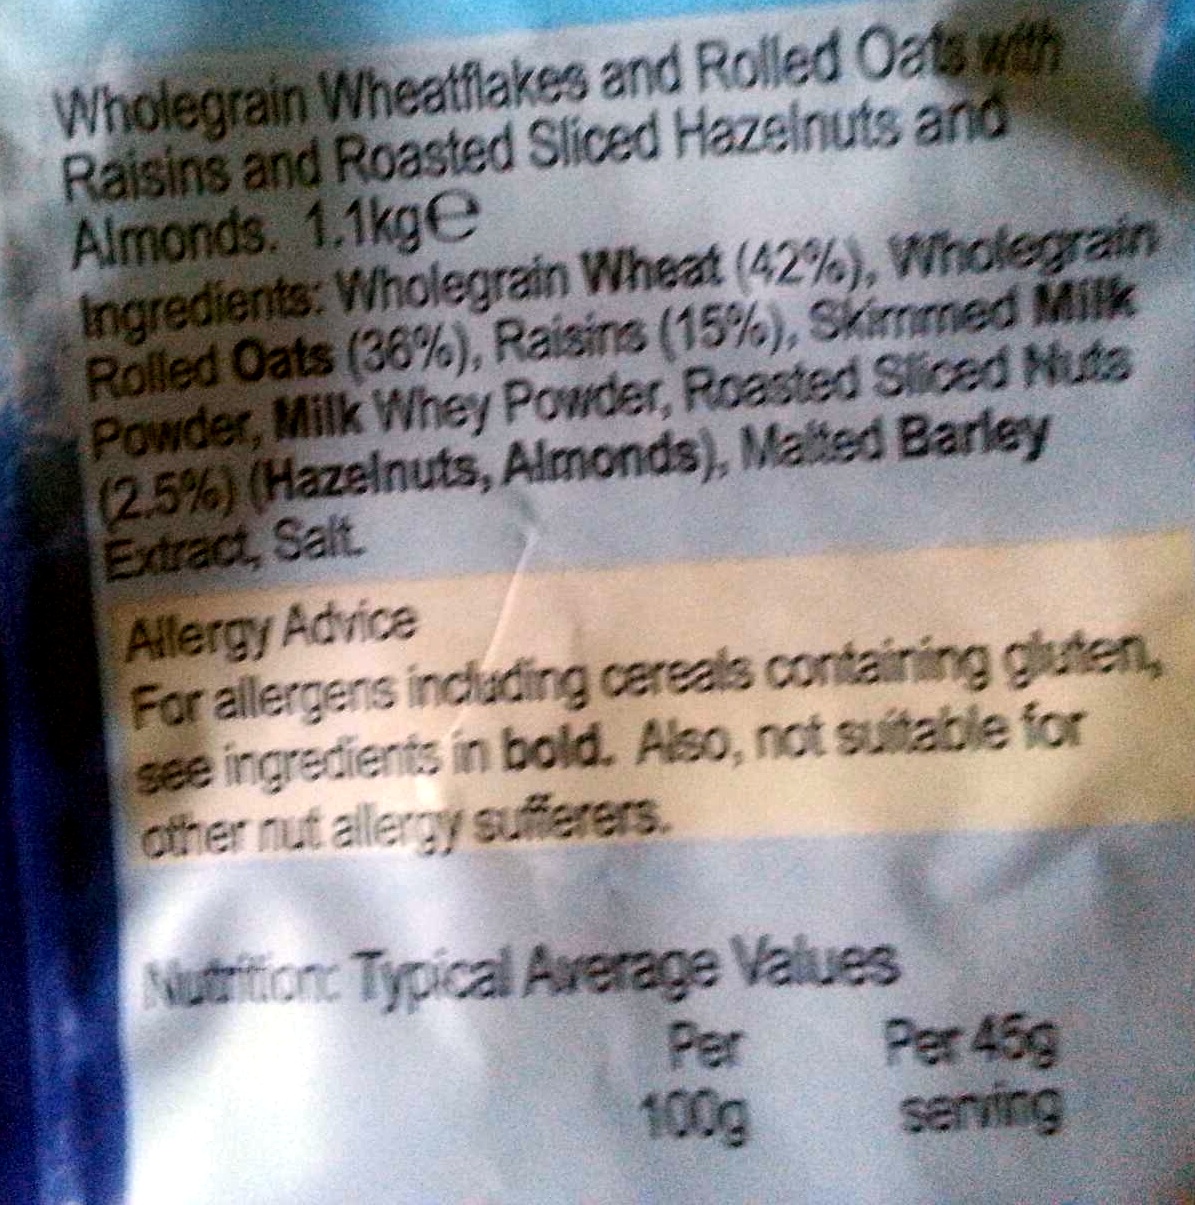 Wholegrain Wheatflakes and Rolled Oats with
Raisins and Roasted Sliced Hazelnuts and
Almonds. 1.1kg℮
Ingredients: Wholegrain Wheat (42%), Wholegrain
Rolled Oats (36%), Raisins (15%), Skimmed Milk
Powder, Milk Whey Powder, Roasted Sliced Nuts
(2.5%) (Hazelnuts, Almonds), Malted Barley
Extract, Salt.
Allergy Advice
For allergens including cereals containing gluten,
see ingredients in bold. Also, not suitable for
other nut allergy sufferers.
Nutrition: Typical Average Values
Per Per 45g
100g serving